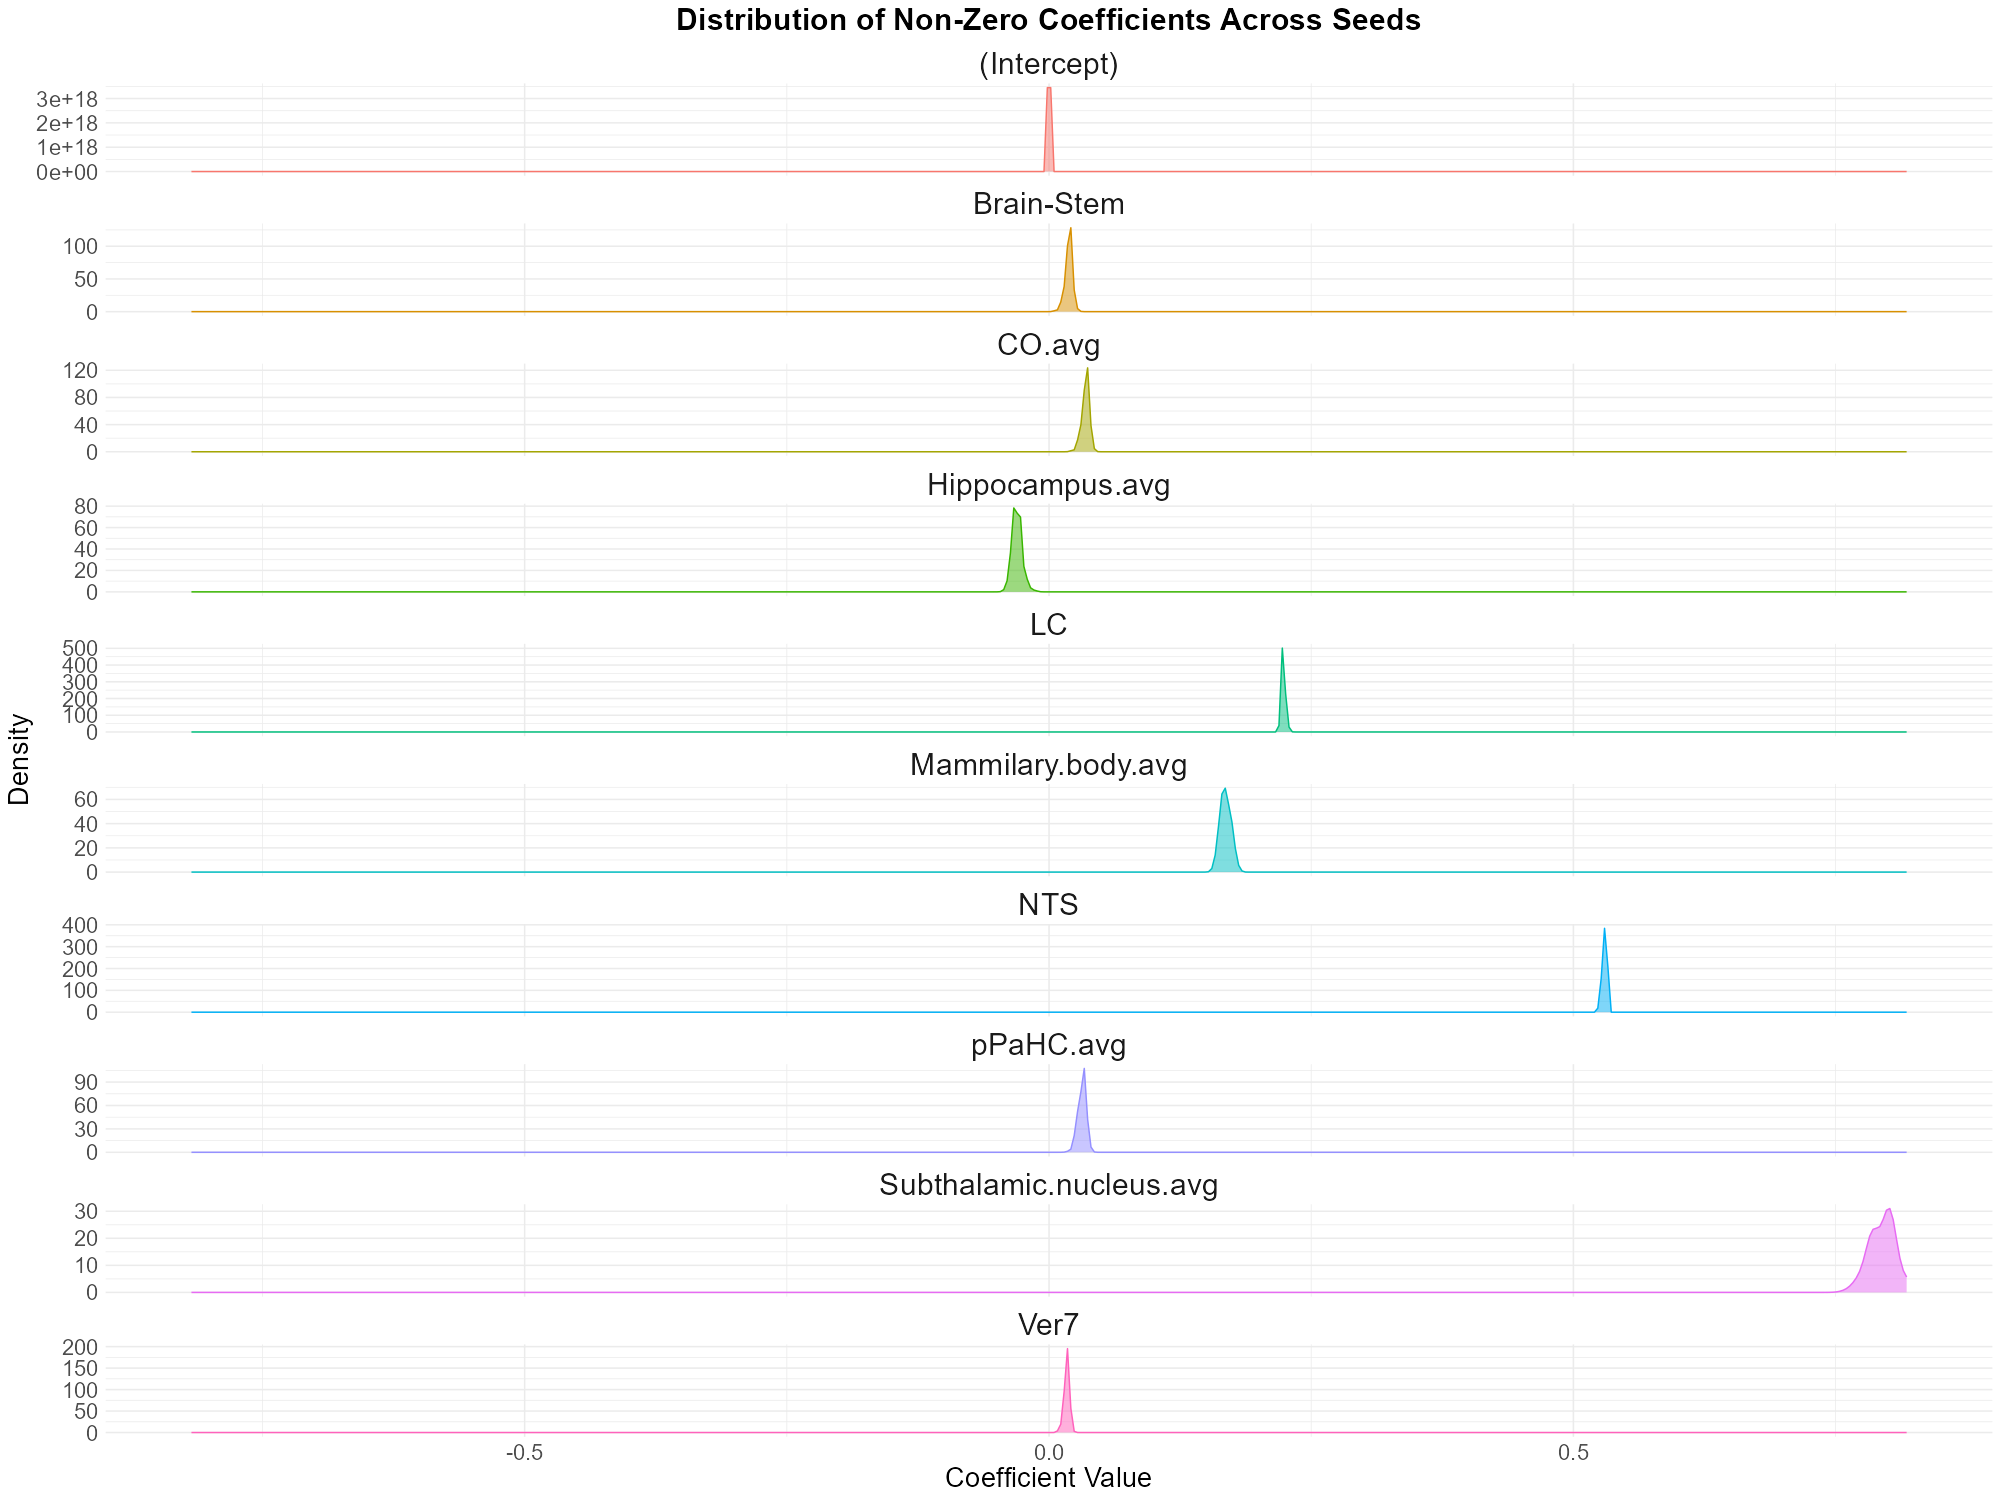 Distribution of Non-Zero Coefficients Across Seeds
(Intercept)
3e+18
2e+18
1e+18
0e+00
Brain-Stem
100
50
0
CO.avg
120
80
40
0
Hippocampus.avg
80
60
40
20
0
LC
500
400
300
200
100
0
Mammilary.body.avg
60
40
20
0
NTS
400
300
200
100
0
pPaHC.avg
90
60
30
0
Subthalamic.nucleus.avg
30
20
10
0
Ver7
200
150
100
50
0
-0.5 0.0 0.5
Coefficient Value
Density